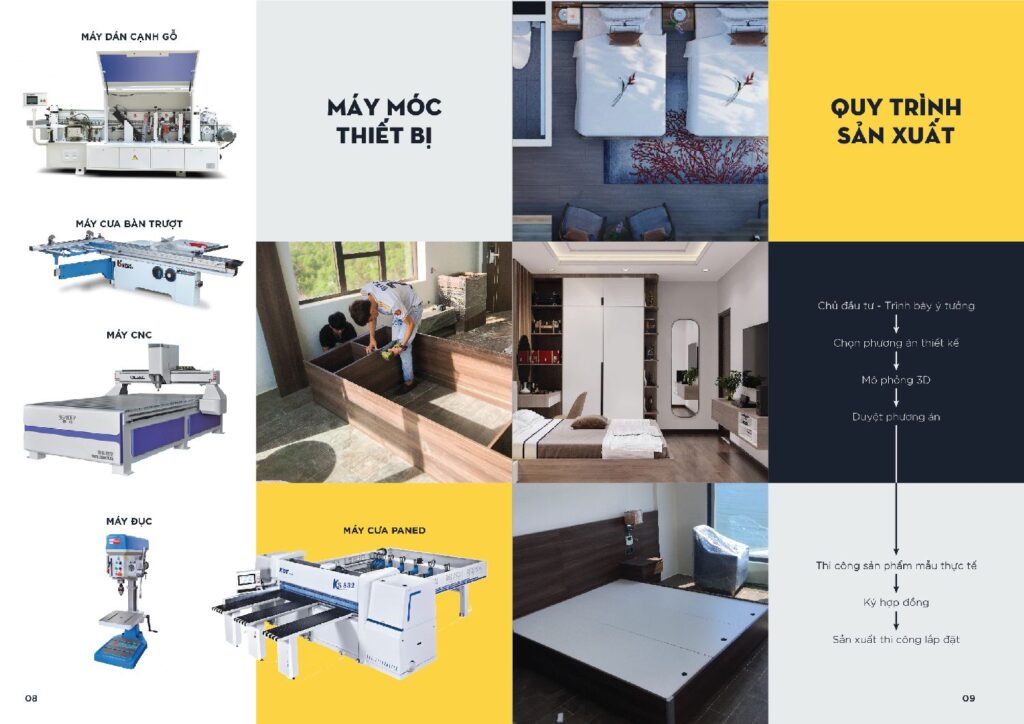 MÁY DÁN CẠNH GỖ
MÁY MÓC
THIẾT BỊ
MÁY CƯA BÀN TRƯỢT
MÁY CNC
MÁY ĐỤC
MÁY CƯA PANED
KS 832
08
QUY TRÌNH
SẢN XUẤT
Chủ đầu tư - Trình bày ý tưởng
Chọn phương án thiết kế
Mô phỏng 3D
Duyệt phương án
Thi công sản phẩm mẫu thực tế
Ký hợp đồng
Sản xuất thi công lắp đặt
09